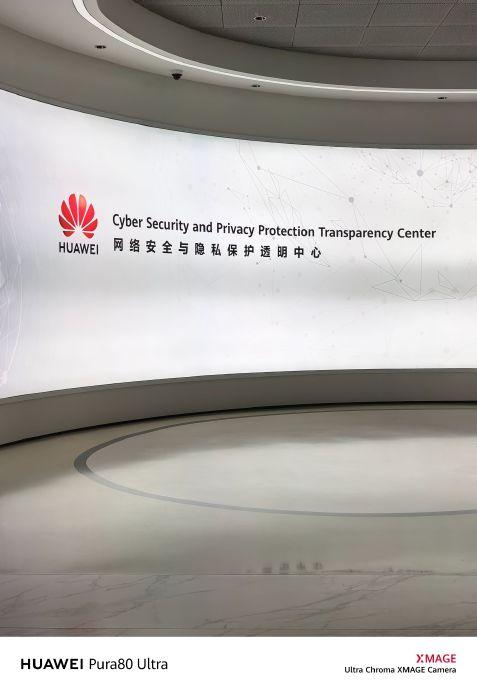 Cyber Security and Privacy Protection Transparency Center
HUAWEI
网络安全与隐私保护透明中心
HUAWEI Pura80 Ultra
XMAGE
Ultra Chroma XMAGE Camera